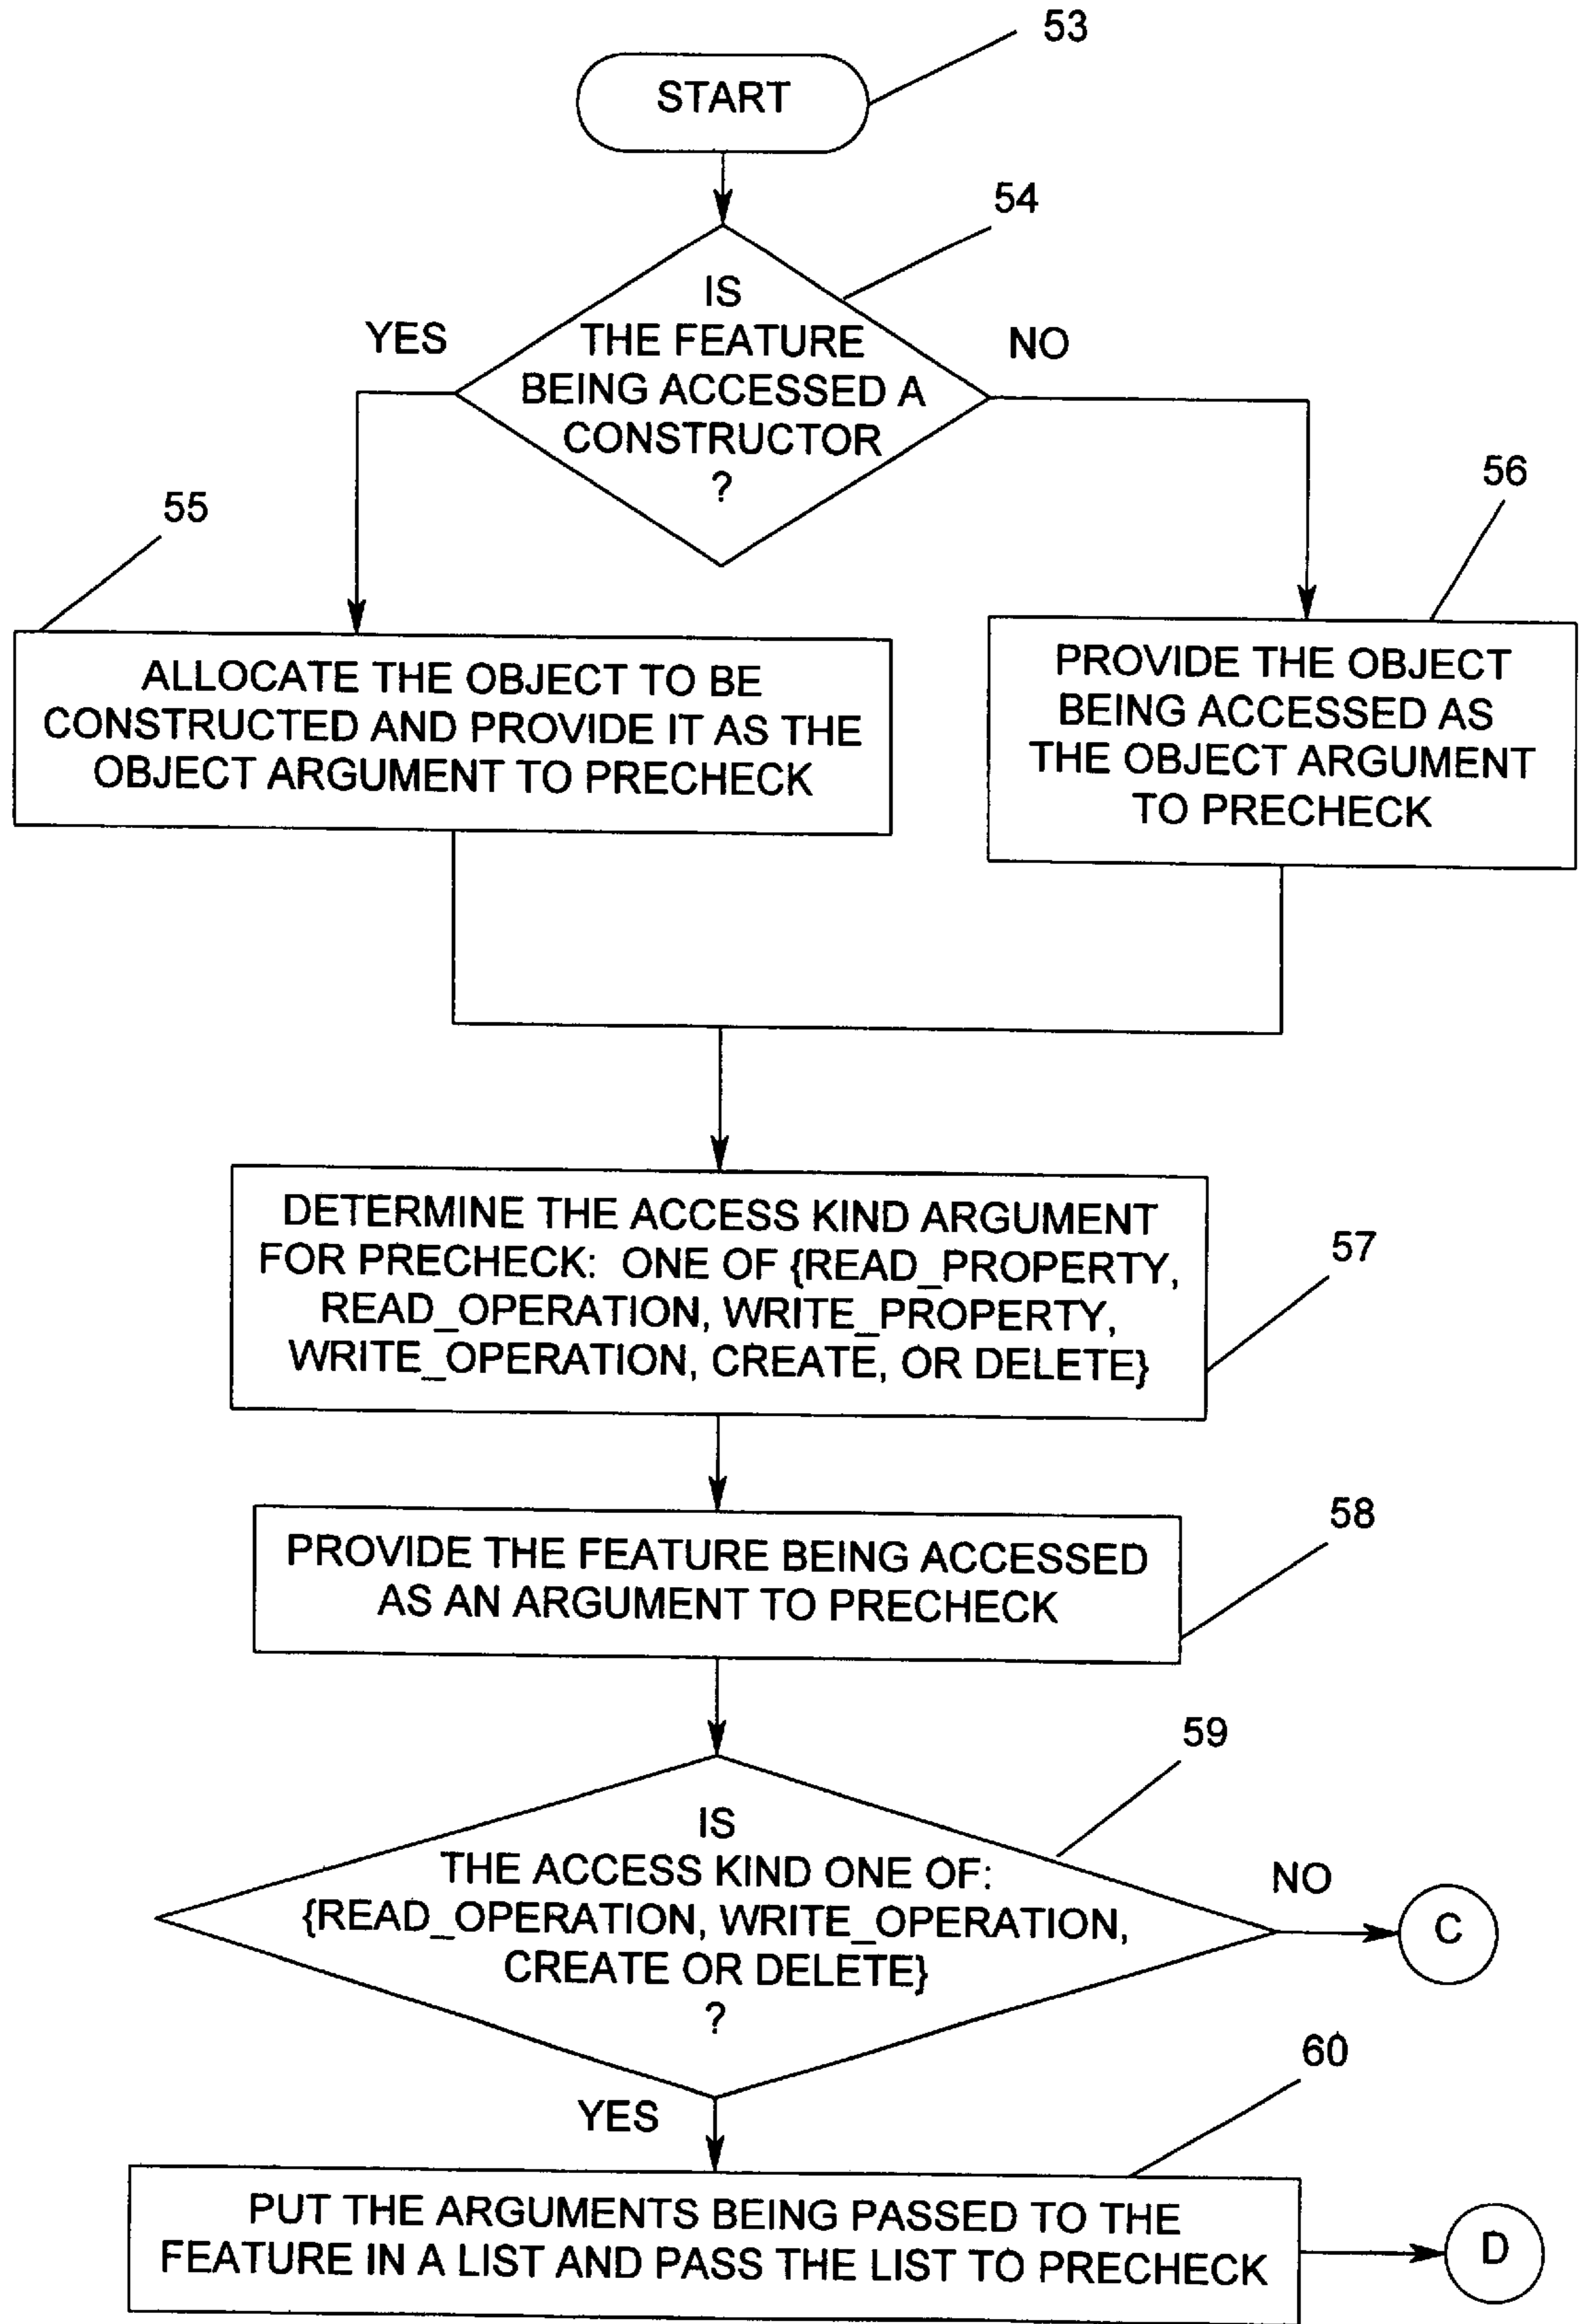 53
START
54
IS
THE FEATURE
BEING ACCESSED A
CONSTRUCTOR
?
YES
NO
55
56
ALLOCATE THE OBJECT TO BE
CONSTRUCTED AND PROVIDE IT AS THE
OBJECT ARGUMENT TO PRECHECK
PROVIDE THE OBJECT
BEING ACCESSED AS
THE OBJECT ARGUMENT
TO PRECHECK
DETERMINE THE ACCESS KIND ARGUMENT
FOR PRECHECK: ONE OF {READ_PROPERTY,
READ_OPERATION, WRITE_PROPERTY,
WRITE_OPERATION, CREATE, OR DELETE}
57
PROVIDE THE FEATURE BEING ACCESSED
AS AN ARGUMENT TO PRECHECK
58
59
IS
THE ACCESS KIND ONE OF:
{READ_OPERATION, WRITE_OPERATION,
CREATE OR DELETE}
?
NO
C
YES
60
PUT THE ARGUMENTS BEING PASSED TO THE
FEATURE IN A LIST AND PASS THE LIST TO PRECHECK
D